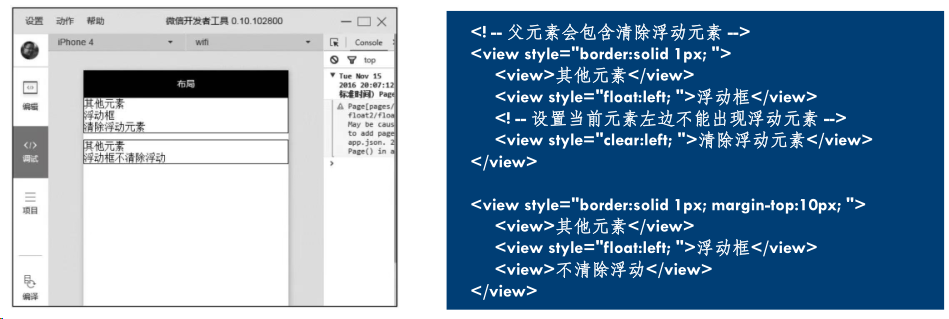 设置 动作 帮助 微信开发者工具 0.10.102800
iPhone 4 wifi Console
top
编辑
调试
项目
编译
布局
其他元素
浮动框
清除浮动元素
其他元素
浮动框不清除浮动
Tue Nov 15
2016 20:07:12
标准时间) Page
Page[pages/
float2/floa
May be caus
to add page
app.json. 2
Page() in a
<!-- 父元素会包含清除浮动元素 -->
<view style="border:solid 1px; ">
<view>其他元素</view>
<view style="float:left; ">浮动框</view>
<!-- 设置当前元素左边不能出现浮动元素 -->
<view style="clear:left; ">清除浮动元素</view>
</view>
<view style="border:solid 1px; margin-top:10px; ">
<view>其他元素</view>
<view style="float:left; ">浮动框</view>
<view>不清除浮动</view>
</view>